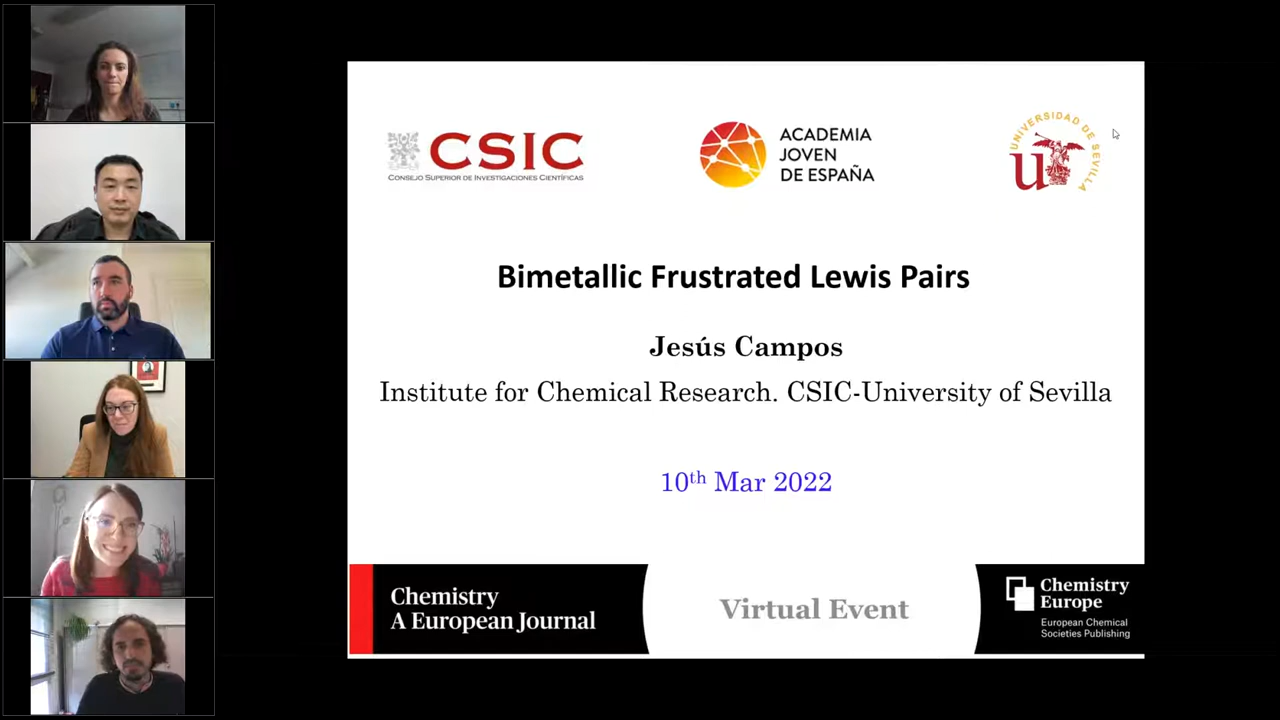 CSIC
CONSEJO SUPERIOR DE INVESTIGACIONES CIENTÍFICAS
ACADEMIA
JOVEN
DE ESPAÑA
UNIVERSIDAD DE SEVILLA
Bimetallic Frustrated Lewis Pairs
Jesús Campos
Institute for Chemical Research. CSIC-University of Sevilla
10th Mar 2022
Chemistry
A European Journal
Virtual Event
Chemistry
Europe
European Chemical
Societies Publishing